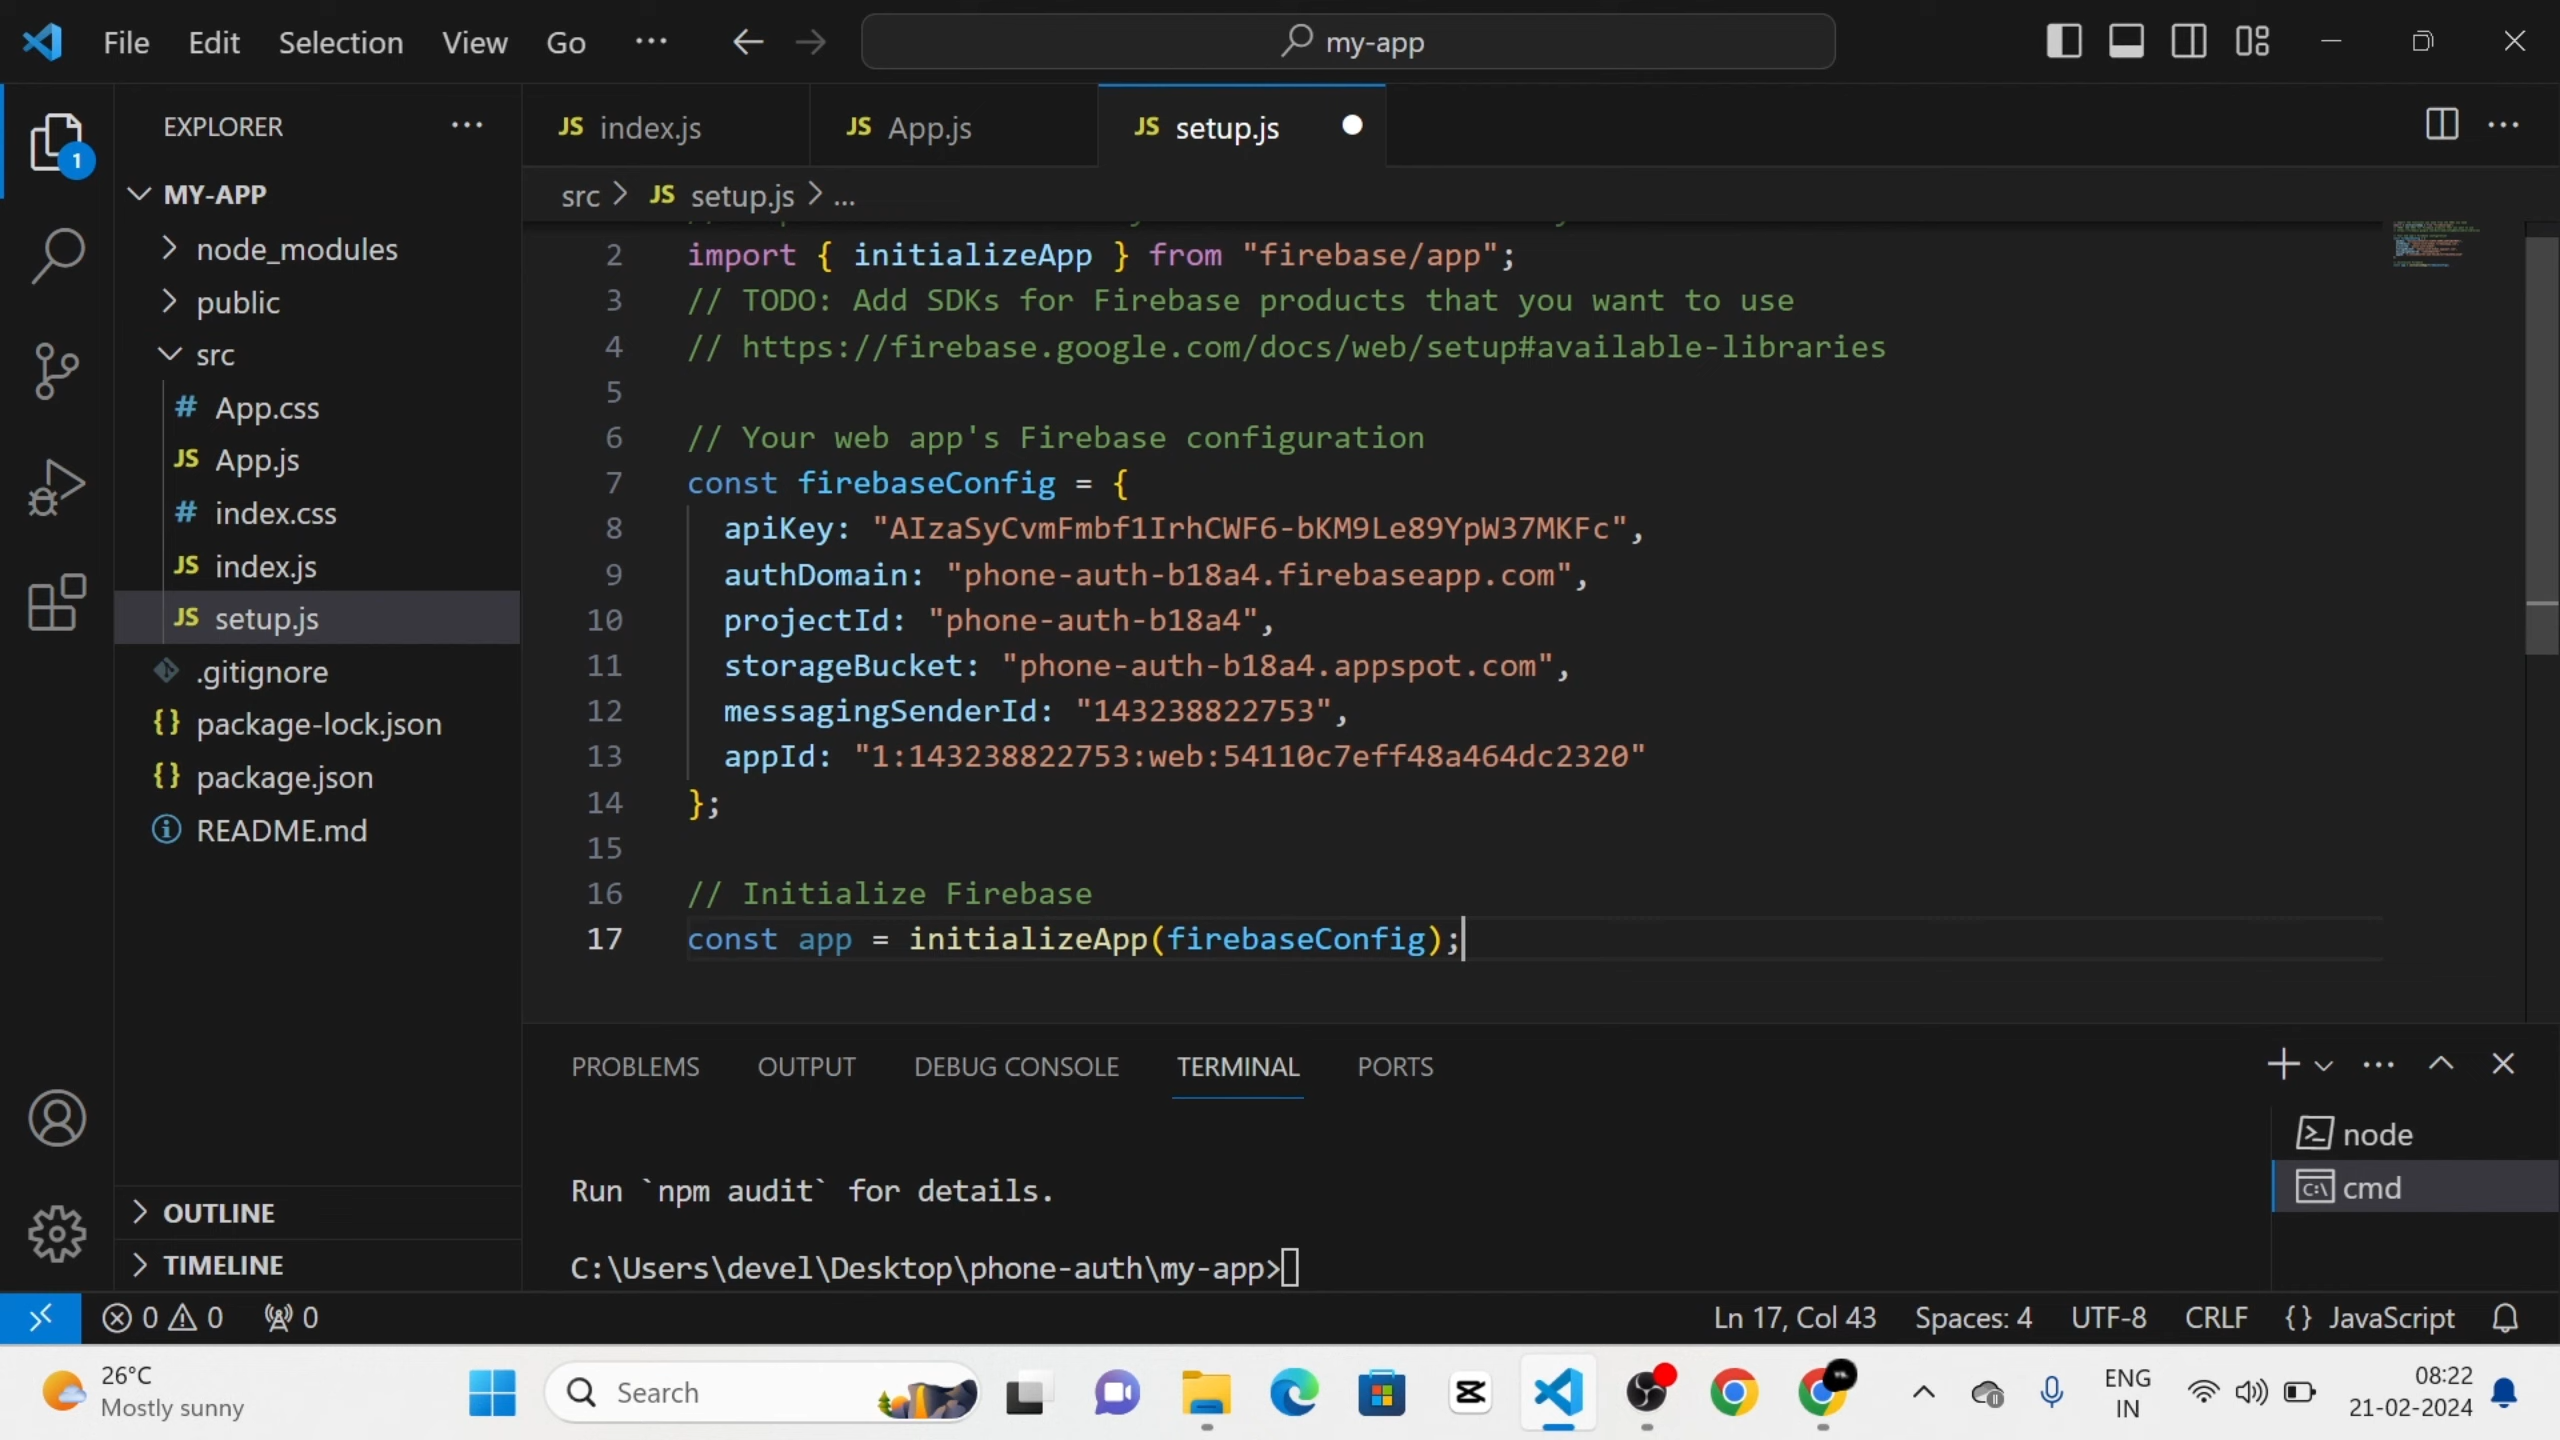 File Edit Selection View Go ... my-app
EXPLORER ...
1
MY-APP
node_modules
public
src
# App.css
JS App.js
# index.css
JS index.js
JS setup.js
.gitignore
{} package-lock.json
{} package.json
README.md
OUTLINE
TIMELINE
JS index.js JS App.js JS setup.js
src > JS setup.js > ...
2 import { initializeApp } from "firebase/app";
3 // TODO: Add SDKs for Firebase products that you want to use
4 // https://firebase.google.com/docs/web/setup#available-libraries
5
6 // Your web app's Firebase configuration
7 const firebaseConfig = {
8 apiKey: "AIzaSyCvmFmbf1IrhCWF6-bKM9Le89YpW37MKFc",
9 authDomain: "phone-auth-b18a4.firebaseapp.com",
10 projectId: "phone-auth-b18a4",
11 storageBucket: "phone-auth-b18a4.appspot.com",
12 messagingSenderId: "143238822753",
13 appId: "1:143238822753:web:54110c7eff48a464dc2320"
14 };
15
16 // Initialize Firebase
17 const app = initializeApp(firebaseConfig);
PROBLEMS OUTPUT DEBUG CONSOLE TERMINAL PORTS
Run `npm audit` for details.
C:\Users\devel\Desktop\phone-auth\my-app>
node
cmd
0 0 0 Ln 17, Col 43 Spaces: 4 UTF-8 CRLF {} JavaScript
26°C
Mostly sunny
Search
ENG
IN
08:22
21-02-2024